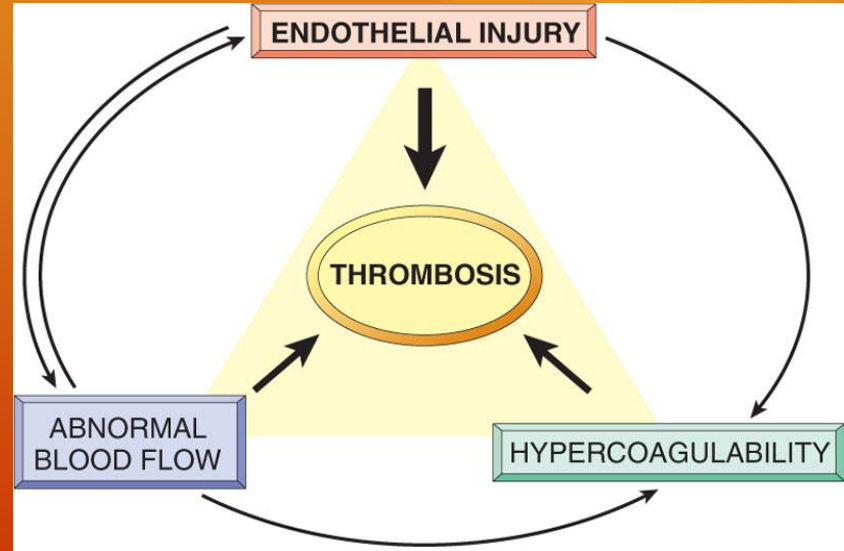 ENDOTHELIAL INJURY
THROMBOSIS
ABNORMAL
BLOOD FLOW
HYPERCOAGULABILITY